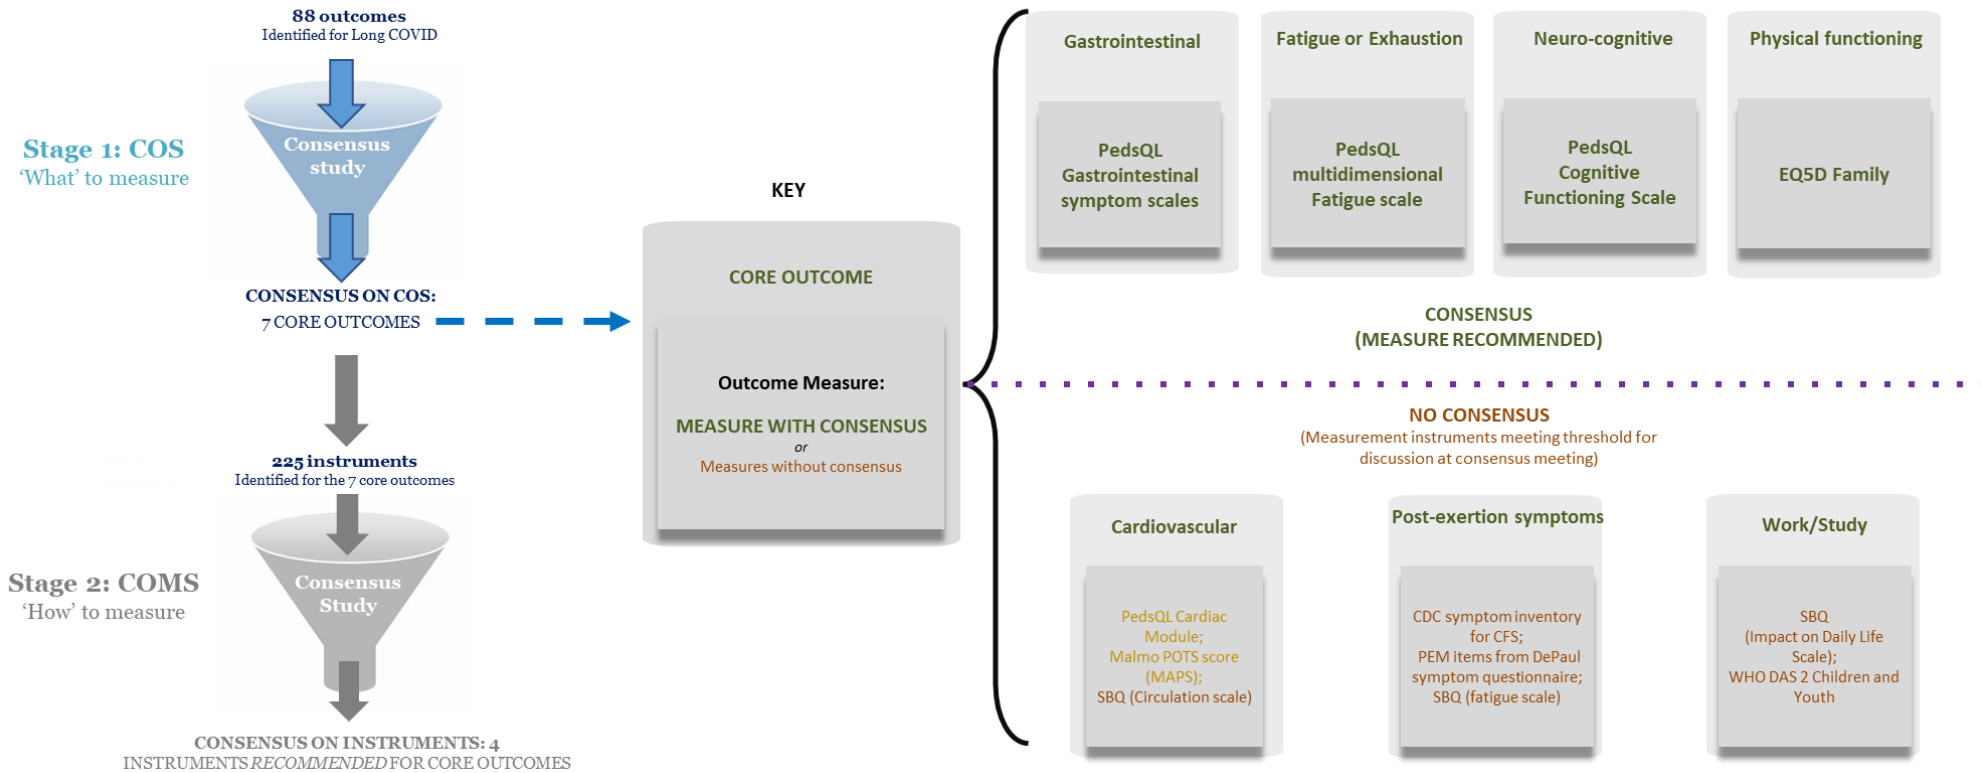 88 outcomes
Identified for Long COVID
Stage 1: COS
‘What’ to measure
Consensus
study
CONSENSUS ON COS:
7 CORE OUTCOMES
225 instruments
Identified for the 7 core outcomes
Stage 2: COMS
‘How’ to measure
Consensus
Study
CONSENSUS ON INSTRUMENTS: 4
INSTRUMENTS RECOMMENDED FOR CORE OUTCOMES
KEY
CORE OUTCOME
Outcome Measure:
MEASURE WITH CONSENSUS
or
Measures without consensus
Gastrointestinal
PedsQL
Gastrointestinal
symptom scales
Fatigue or Exhaustion
PedsQL
multidimensional
Fatigue scale
Neuro-cognitive
PedsQL
Cognitive
Functioning Scale
Physical functioning
EQ5D Family
CONSENSUS
(MEASURE RECOMMENDED)
NO CONSENSUS
(Measurement instruments meeting threshold for
discussion at consensus meeting)
Cardiovascular
PedsQL Cardiac
Module;
Malmo POTS score
(MAPS);
SBQ (Circulation scale)
Post-exertion symptoms
CDC symptom inventory
for CFS;
PEM items from DePaul
symptom questionnaire;
SBQ (fatigue scale)
Work/Study
SBQ
(Impact on Daily Life
Scale);
WHO DAS 2 Children and
Youth